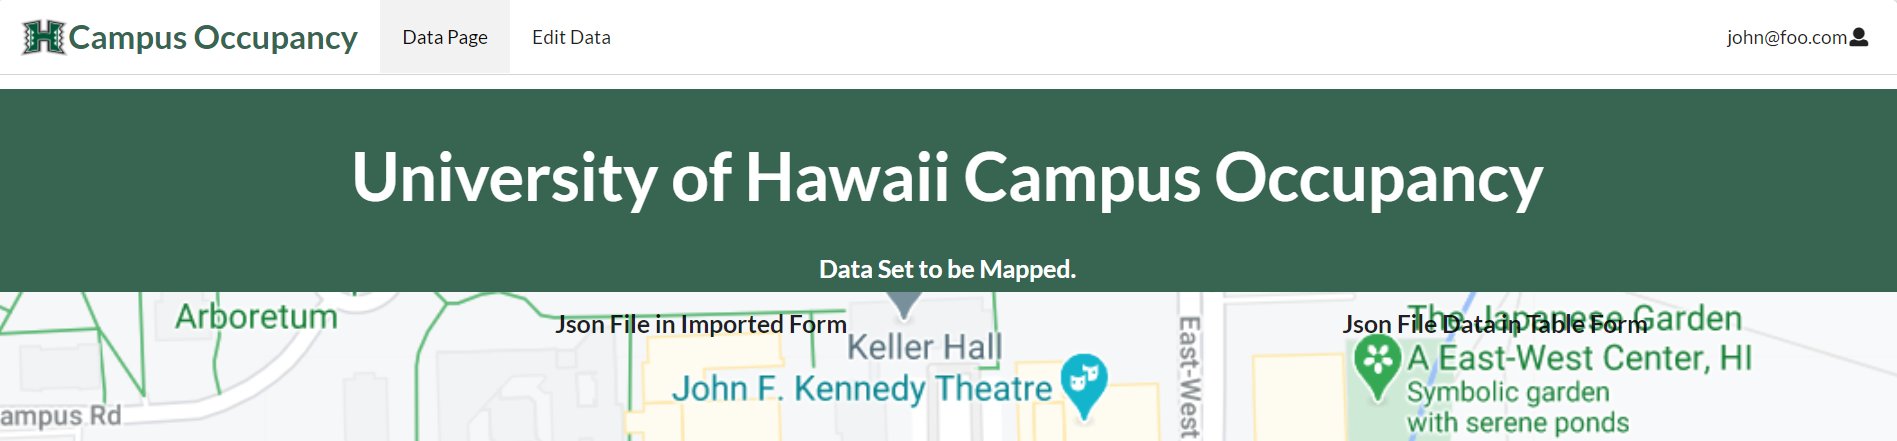 H Campus Occupancy Data Page Edit Data john@foo.com
University of Hawaii Campus Occupancy
Data Set to be Mapped.
Arboretum
Json File in Imported Form
Json File Data in Table Form
The Japanese Garden
Keller Hall
A East-West Center, HI
John F. Kennedy Theatre
East-West
Symbolic garden
with serene ponds
ampus Rd